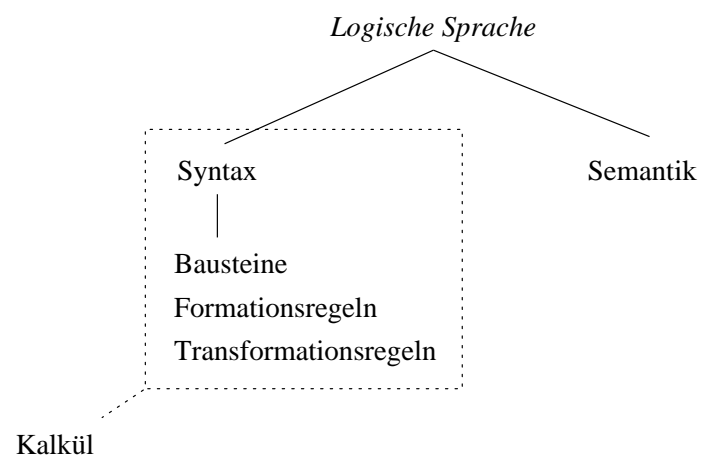 Logische Sprache
Syntax
Semantik
Bausteine
Formationsregeln
Transformationsregeln
Kalkül